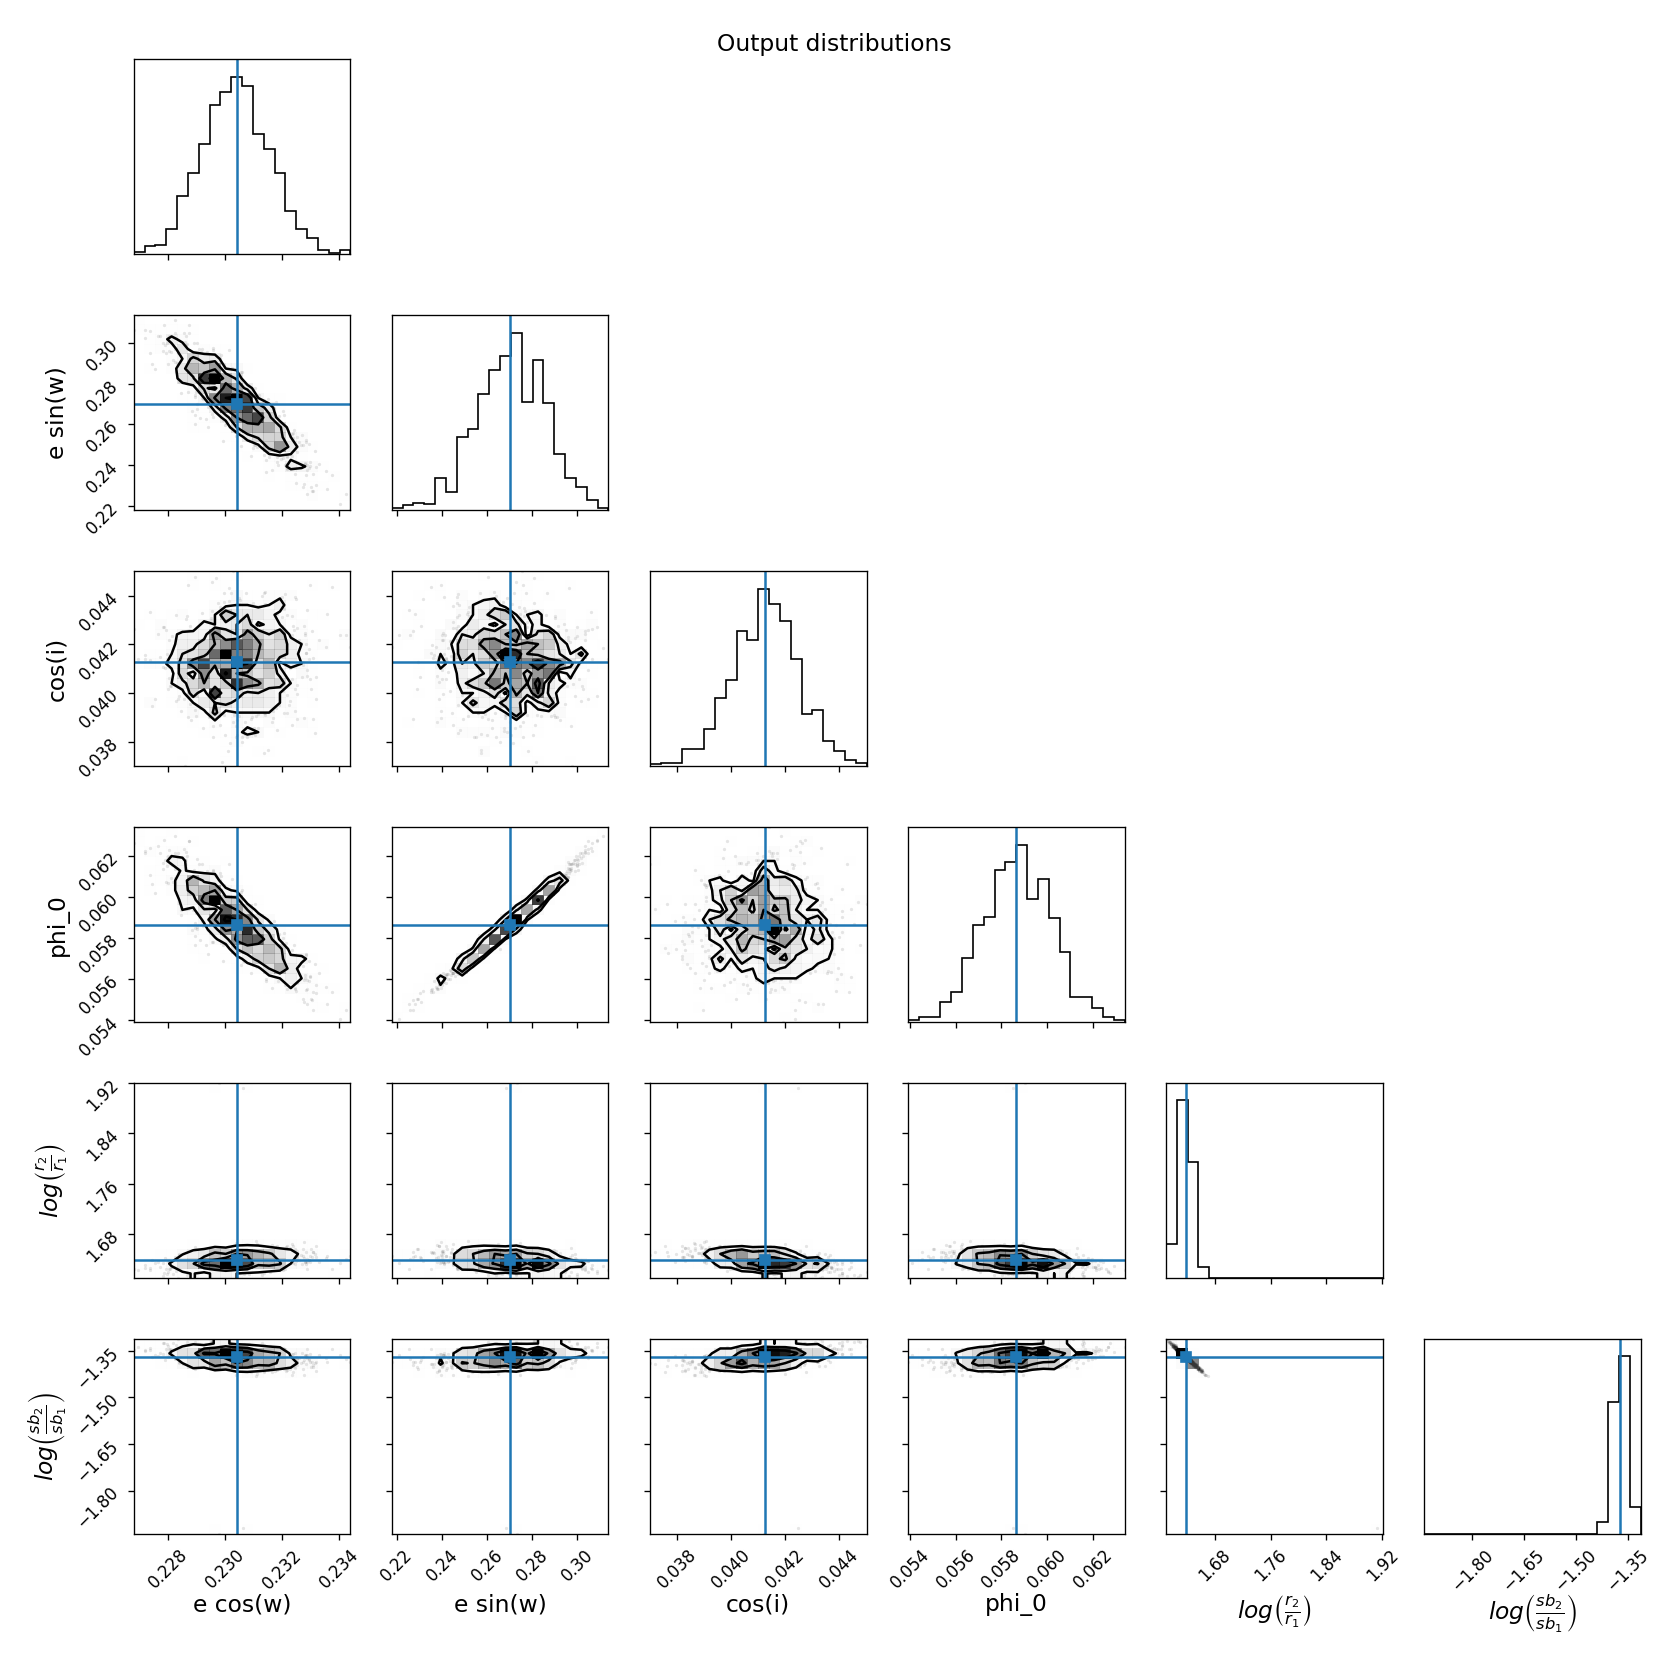 Output distributions
e sin(w)
0.30
0.28
0.26
0.24
0.22
cos(i)
0.044
0.042
0.040
0.038
phi_0
0.062
0.060
0.058
0.056
0.054
log(r2/r1)
1.92
1.84
1.76
1.68
log(sb2/sb1)
−1.35
−1.50
−1.65
−1.80
0.228 0.230 0.232 0.234
0.22 0.24 0.26 0.28 0.30
0.038 0.040 0.042 0.044
0.054 0.056 0.058 0.060 0.062
1.68 1.76 1.84 1.92
−1.80 −1.65 −1.50 −1.35
e cos(w)
e sin(w)
cos(i)
phi_0
log(r2/r1)
log(sb2/sb1)